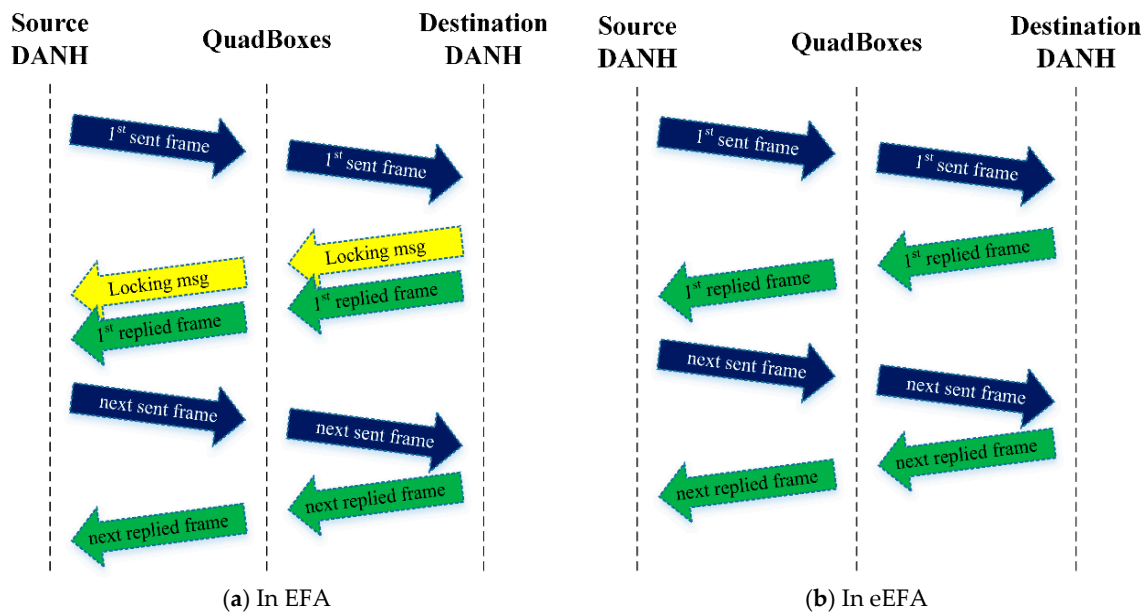 Source
DANH
QuadBoxes
Destination
DANH
1st sent frame
1st sent frame
Locking msg
Locking msg
1st replied frame
1st replied frame
next sent frame
next sent frame
next replied frame
next replied frame
(a) In EFA
Source
DANH
QuadBoxes
Destination
DANH
1st sent frame
1st sent frame
1st replied frame
1st replied frame
next sent frame
next sent frame
next replied frame
next replied frame
(b) In eEFA